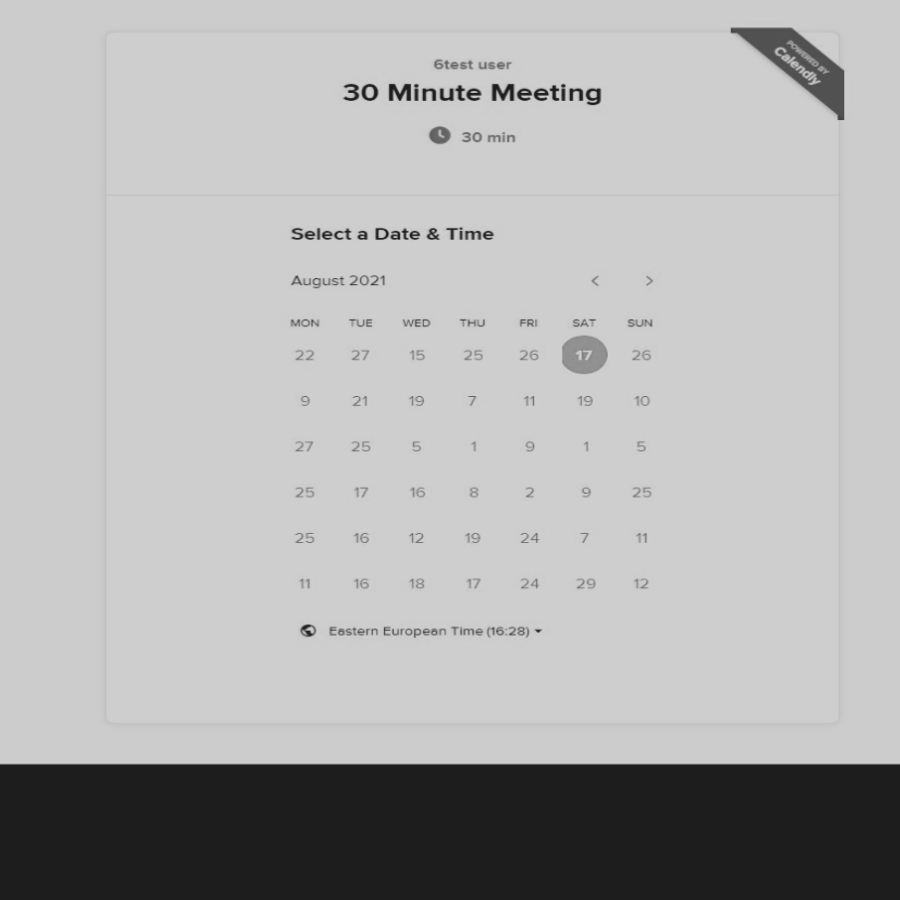 POWERED BY
Calendly
6test user
30 Minute Meeting
30 min
Select a Date & Time
August 2021
MON TUE WED THU FRI SAT SUN
22 27 15 25 26 17 26
9 21 19 7 11 19 10
27 25 5 1 9 1 5
25 17 16 8 2 9 25
25 16 12 19 24 7 11
11 16 18 17 24 29 12
Eastern European Time (16:28)